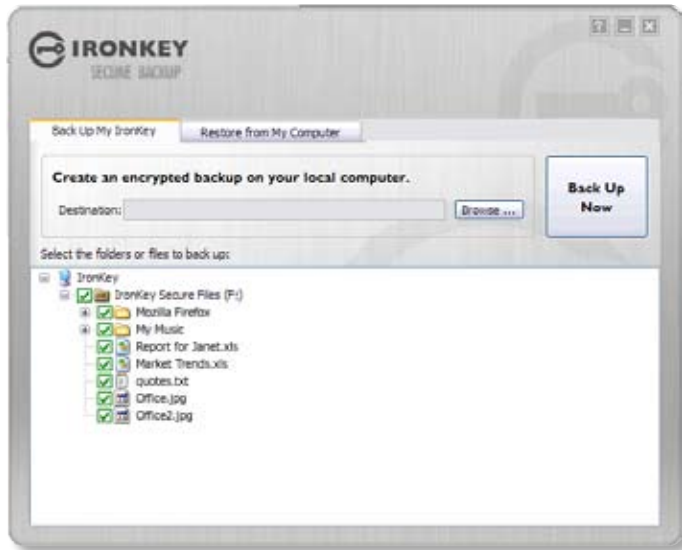 IRONKEY
SECURE BACKUP
Back Up My IronKey
Restore from My Computer
Create an encrypted backup on your local computer.
Destination:
Browse ...
Back Up
Now
Select the folders or files to back up:
IronKey
IronKey Secure Files (F:)
Mozilla Firefox
My Music
Report for Janet.xls
Market Trends.xls
quotes.txt
Office.jpg
Office2.jpg